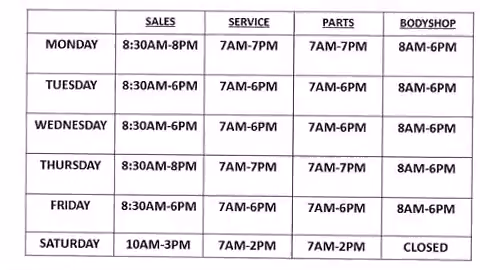 SALES SERVICE PARTS BODYSHOP
MONDAY 8:30AM-8PM 7AM-7PM 7AM-7PM 8AM-6PM
TUESDAY 8:30AM-6PM 7AM-6PM 7AM-6PM 8AM-6PM
WEDNESDAY 8:30AM-6PM 7AM-6PM 7AM-6PM 8AM-6PM
THURSDAY 8:30AM-8PM 7AM-7PM 7AM-7PM 8AM-6PM
FRIDAY 8:30AM-6PM 7AM-6PM 7AM-6PM 8AM-6PM
SATURDAY 10AM-3PM 7AM-2PM 7AM-2PM CLOSED